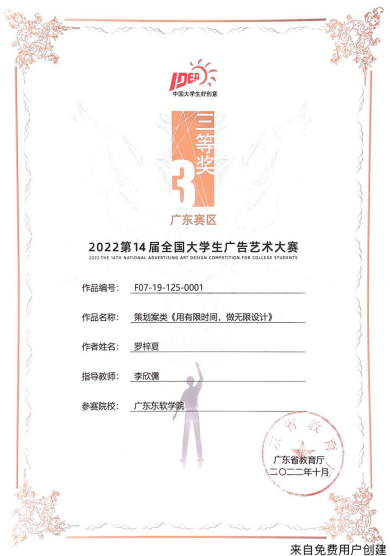 IDEA
中国大学生好创意
三等奖
3
广东赛区
2022第14届全国大学生广告艺术大赛
2022 THE 14TH NATIONAL ADVERTISING ART DESIGN COMPETITION FOR COLLEGE STUDENTS
作品编号: F07-19-125-0001
作品名称: 策划案类《用有限时间，做无限设计》
作者姓名: 罗梓夏
指导教师: 李欣儒
参赛院校: 广东东软学院
广东省教育厅
二〇二二年十月
来自免费用户创建